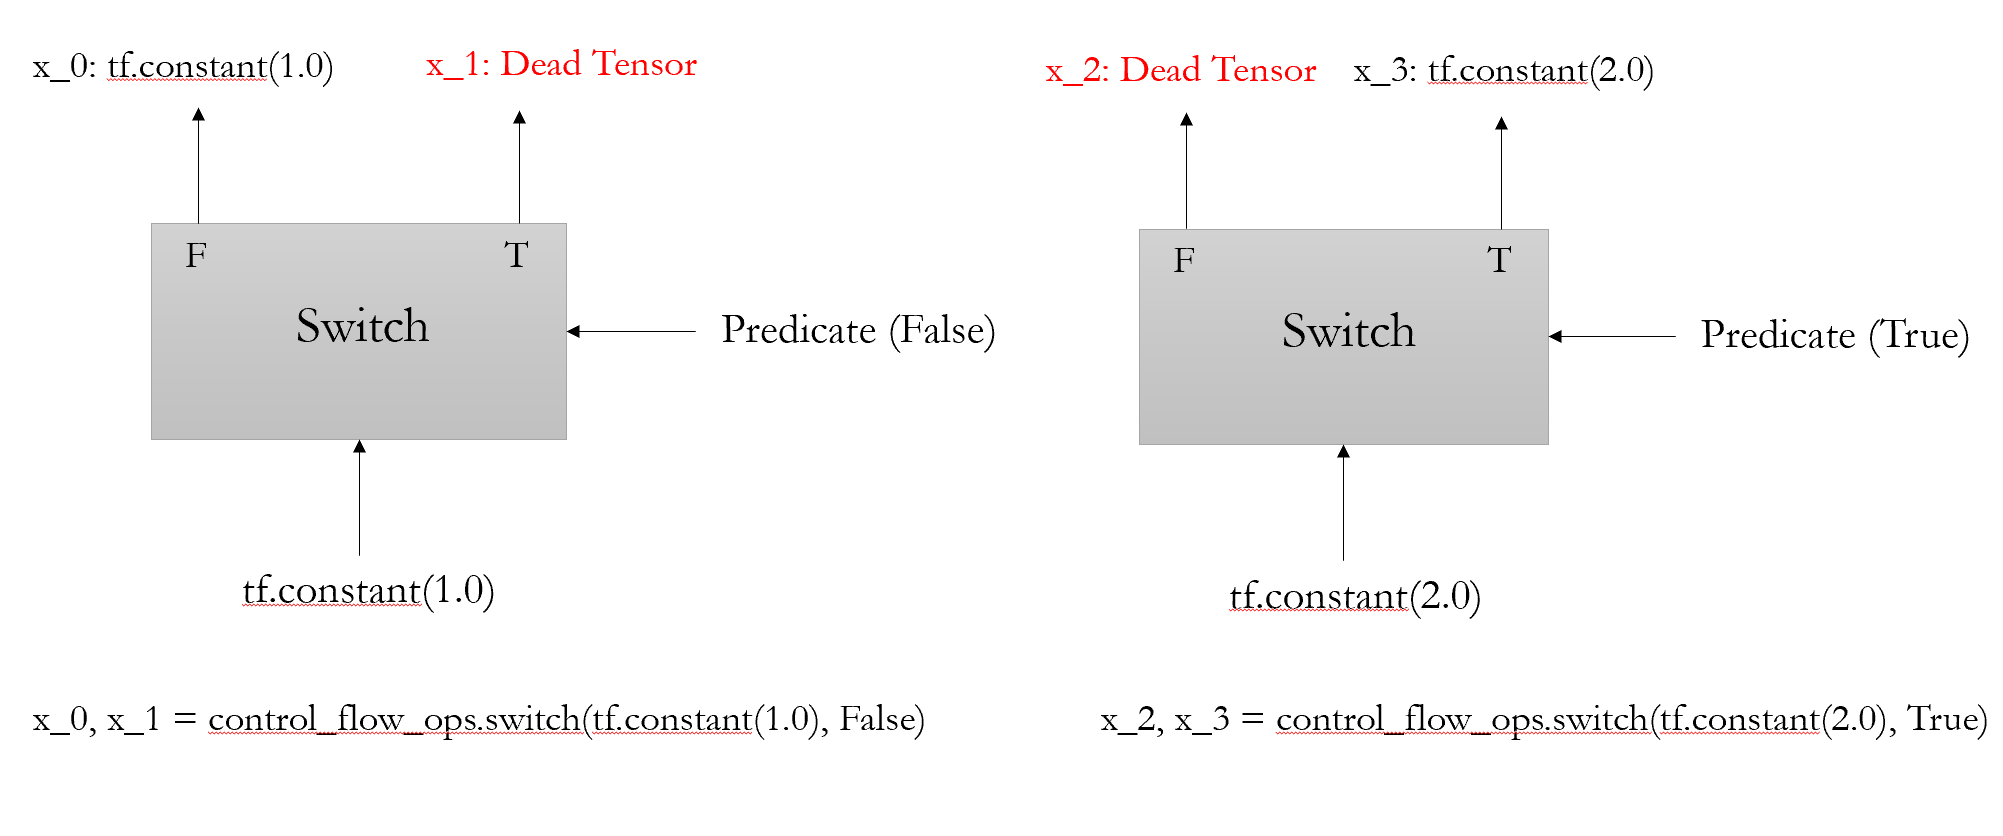 x_0: tf.constant(1.0)
x_1: Dead Tensor
F
T
Switch
Predicate (False)
tf.constant(1.0)
x_0, x_1 = control_flow_ops.switch(tf.constant(1.0), False)
x_2: Dead Tensor
x_3: tf.constant(2.0)
F
T
Switch
Predicate (True)
tf.constant(2.0)
x_2, x_3 = control_flow_ops.switch(tf.constant(2.0), True)